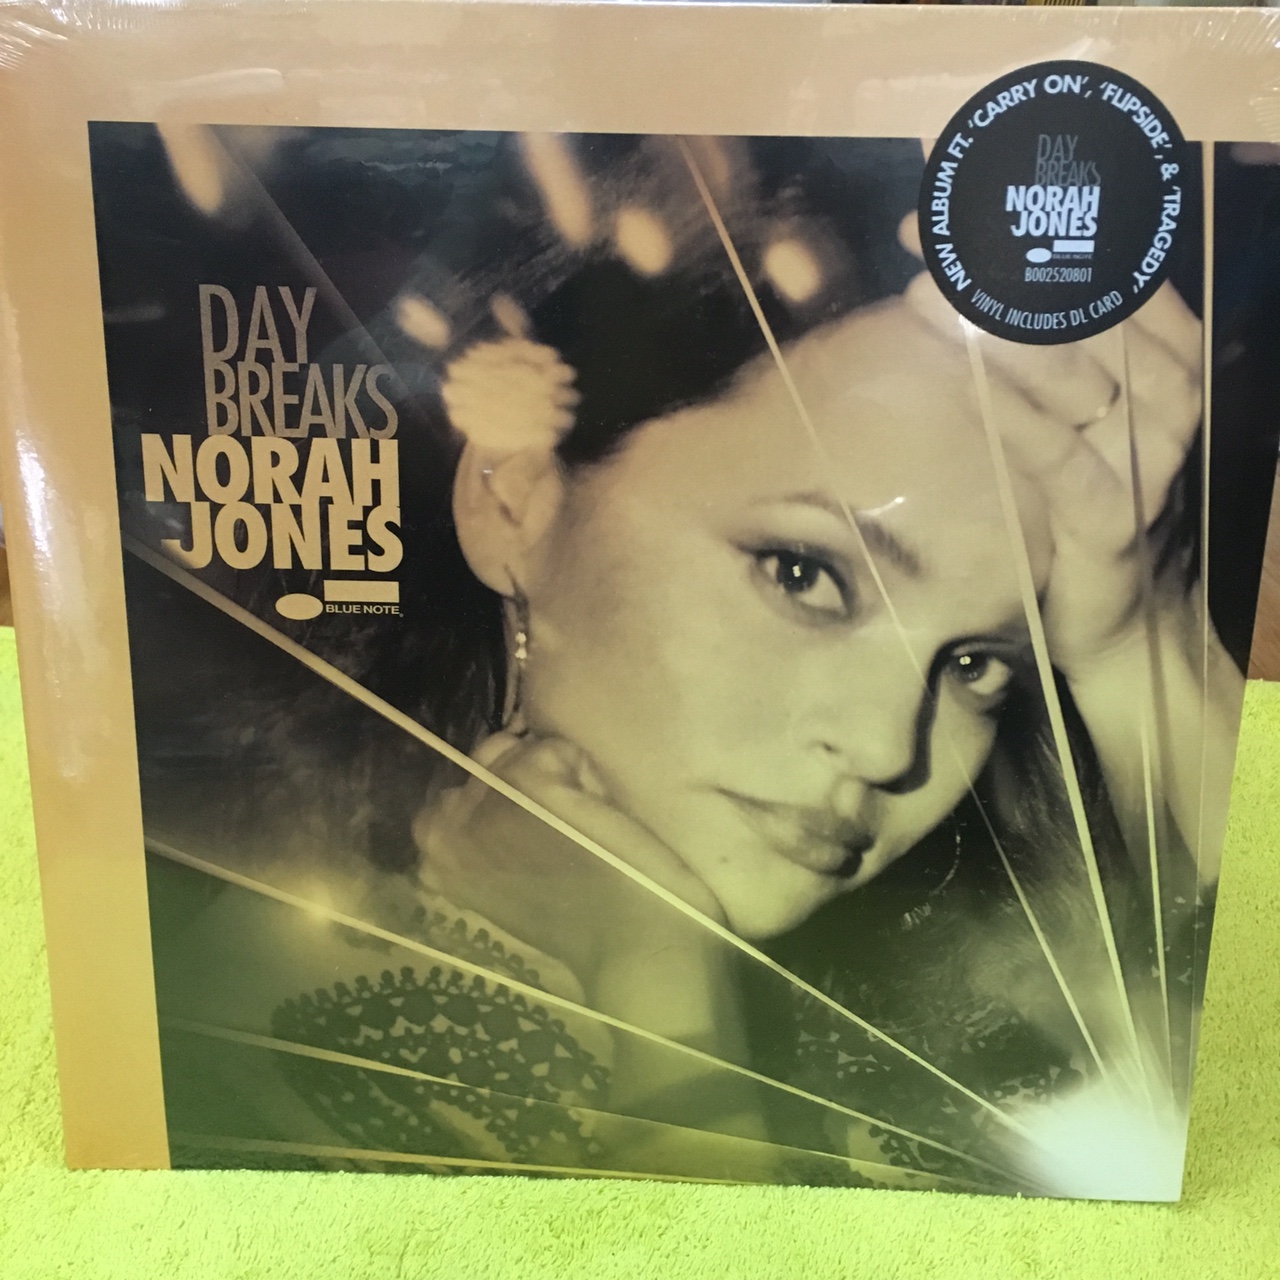 DAY
BREAKS
NORAH
JONES
BLUE NOTE
NEW ALBUM FT. 'CARRY ON', 'FLIPSIDE', & 'TRAGEDY'
DAY
BREAKS
NORAH
JONES
BLUE NOTE
B002520801
VINYL INCLUDES DL CARD